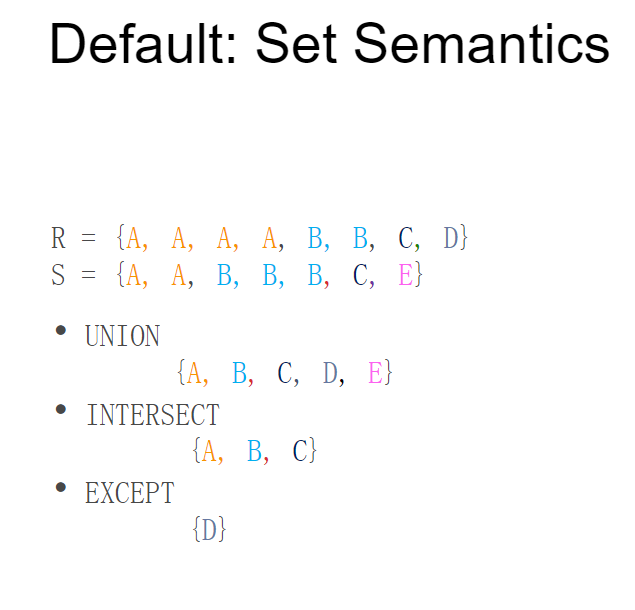 Default: Set Semantics
R = {A, A, A, A, B, B, C, D}
S = {A, A, B, B, B, C, E}
• UNION
{A, B, C, D, E}
• INTERSECT
{A, B, C}
• EXCEPT
{D}